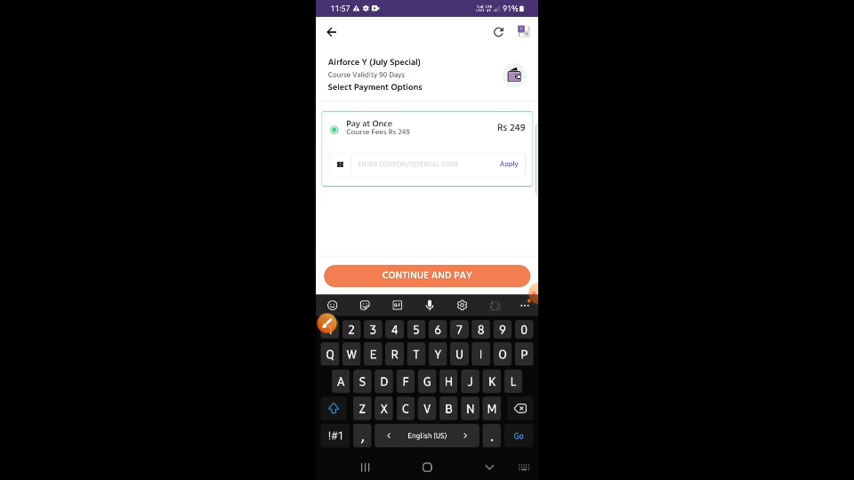 11:57
91%
Airforce Y (July Special)
Course Validity 90 Days
Select Payment Options
Pay at Once
Course Fees Rs 249
Rs 249
ENTER COUPON/REFERRAL CODE
Apply
CONTINUE AND PAY
GIF
2 3 4 5 6 7 8 9 0
Q W E R T Y U I O P
A S D F G H J K L
Z X C V B N M
!#1 , < English (US) > . Go